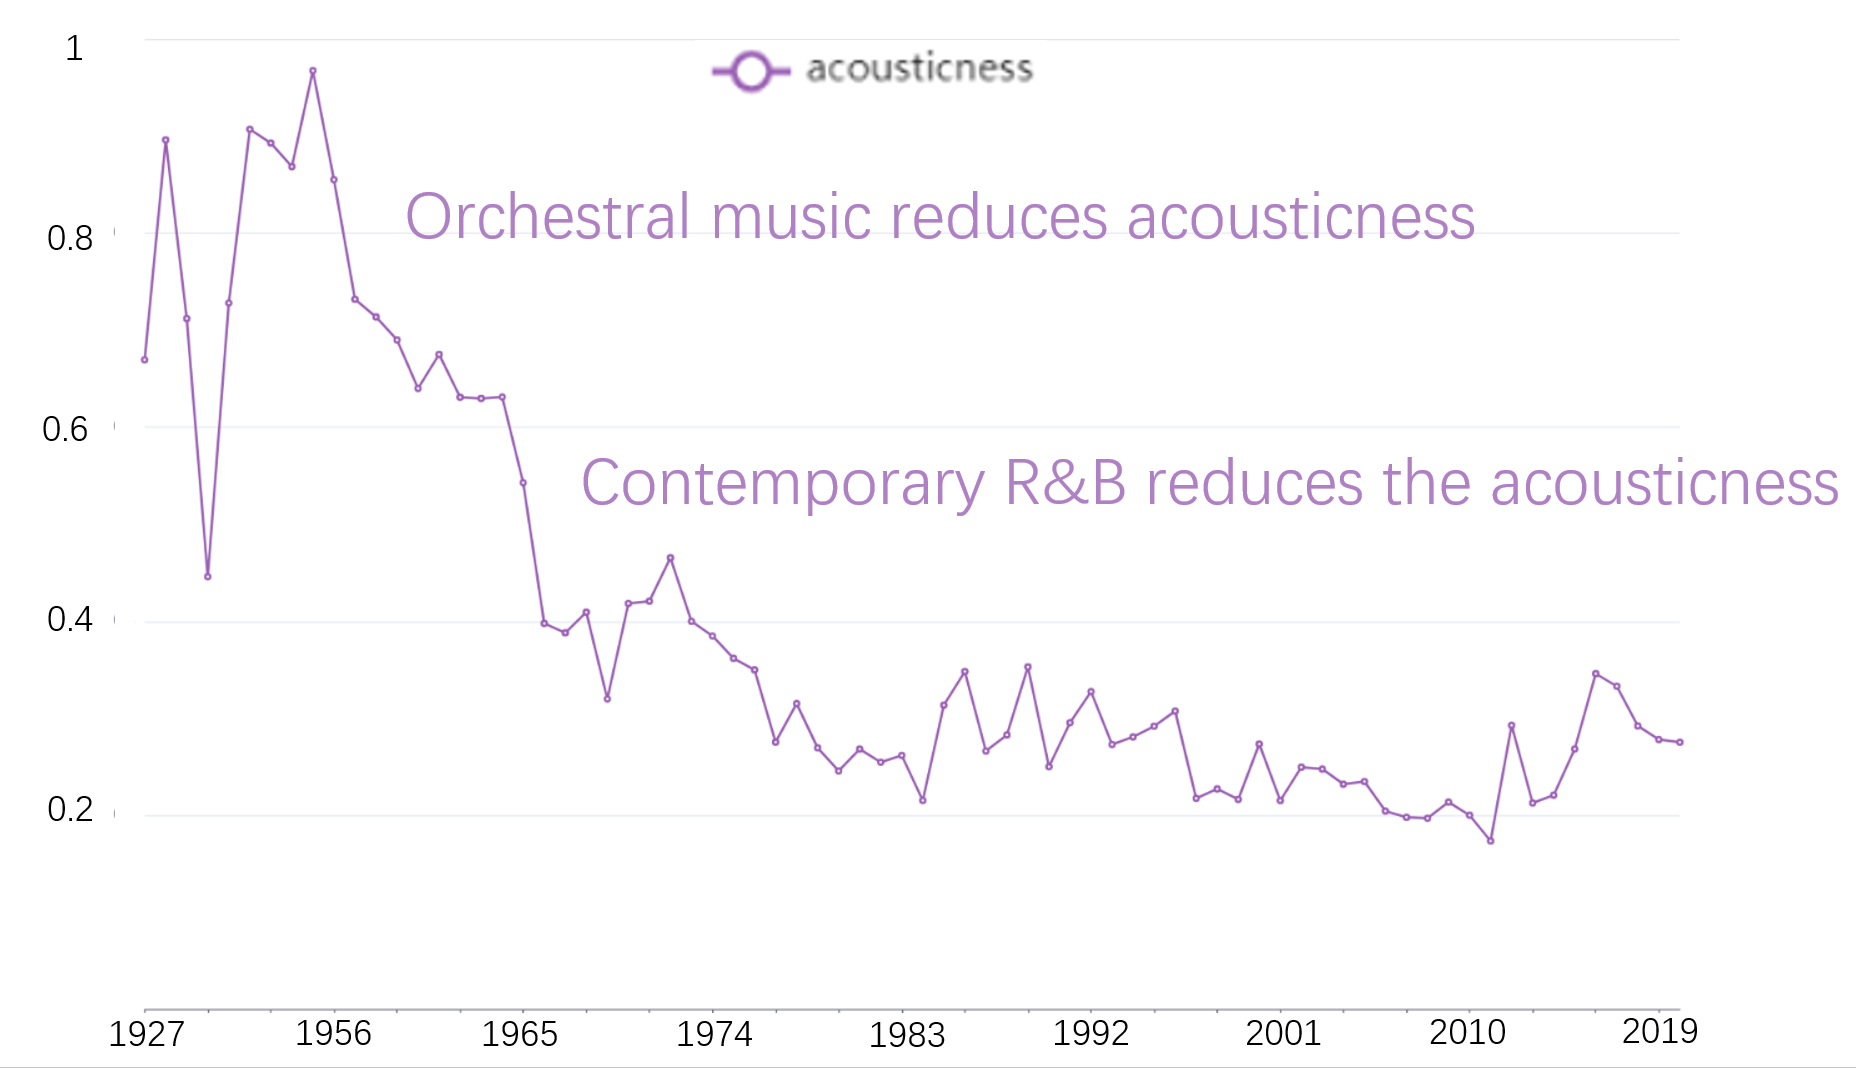 1
acousticness
Orchestral music reduces acousticness
0.8
0.6
Contemporary R&B reduces the acousticness
0.4
0.2
1927 1956 1965 1974 1983 1992 2001 2010 2019